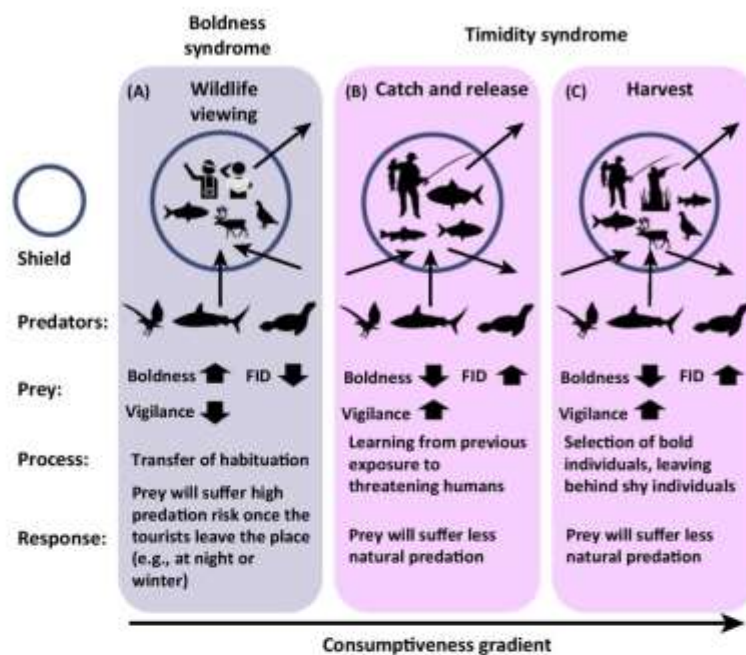 Boldness
syndrome
Timidity syndrome
(A) Wildlife
viewing
(B) Catch and release
(C) Harvest
Shield
Predators:
Prey:
Boldness FID
Vigilance
Boldness FID
Vigilance
Boldness FID
Vigilance
Process:
Transfer of habituation
Learning from previous
exposure to
threatening humans
Selection of bold
individuals, leaving
behind shy individuals
Response:
Prey will suffer high
predation risk once the
tourists leave the place
(e.g., at night or
winter)
Prey will suffer less
natural predation
Prey will suffer less
natural predation
Consumptiveness gradient